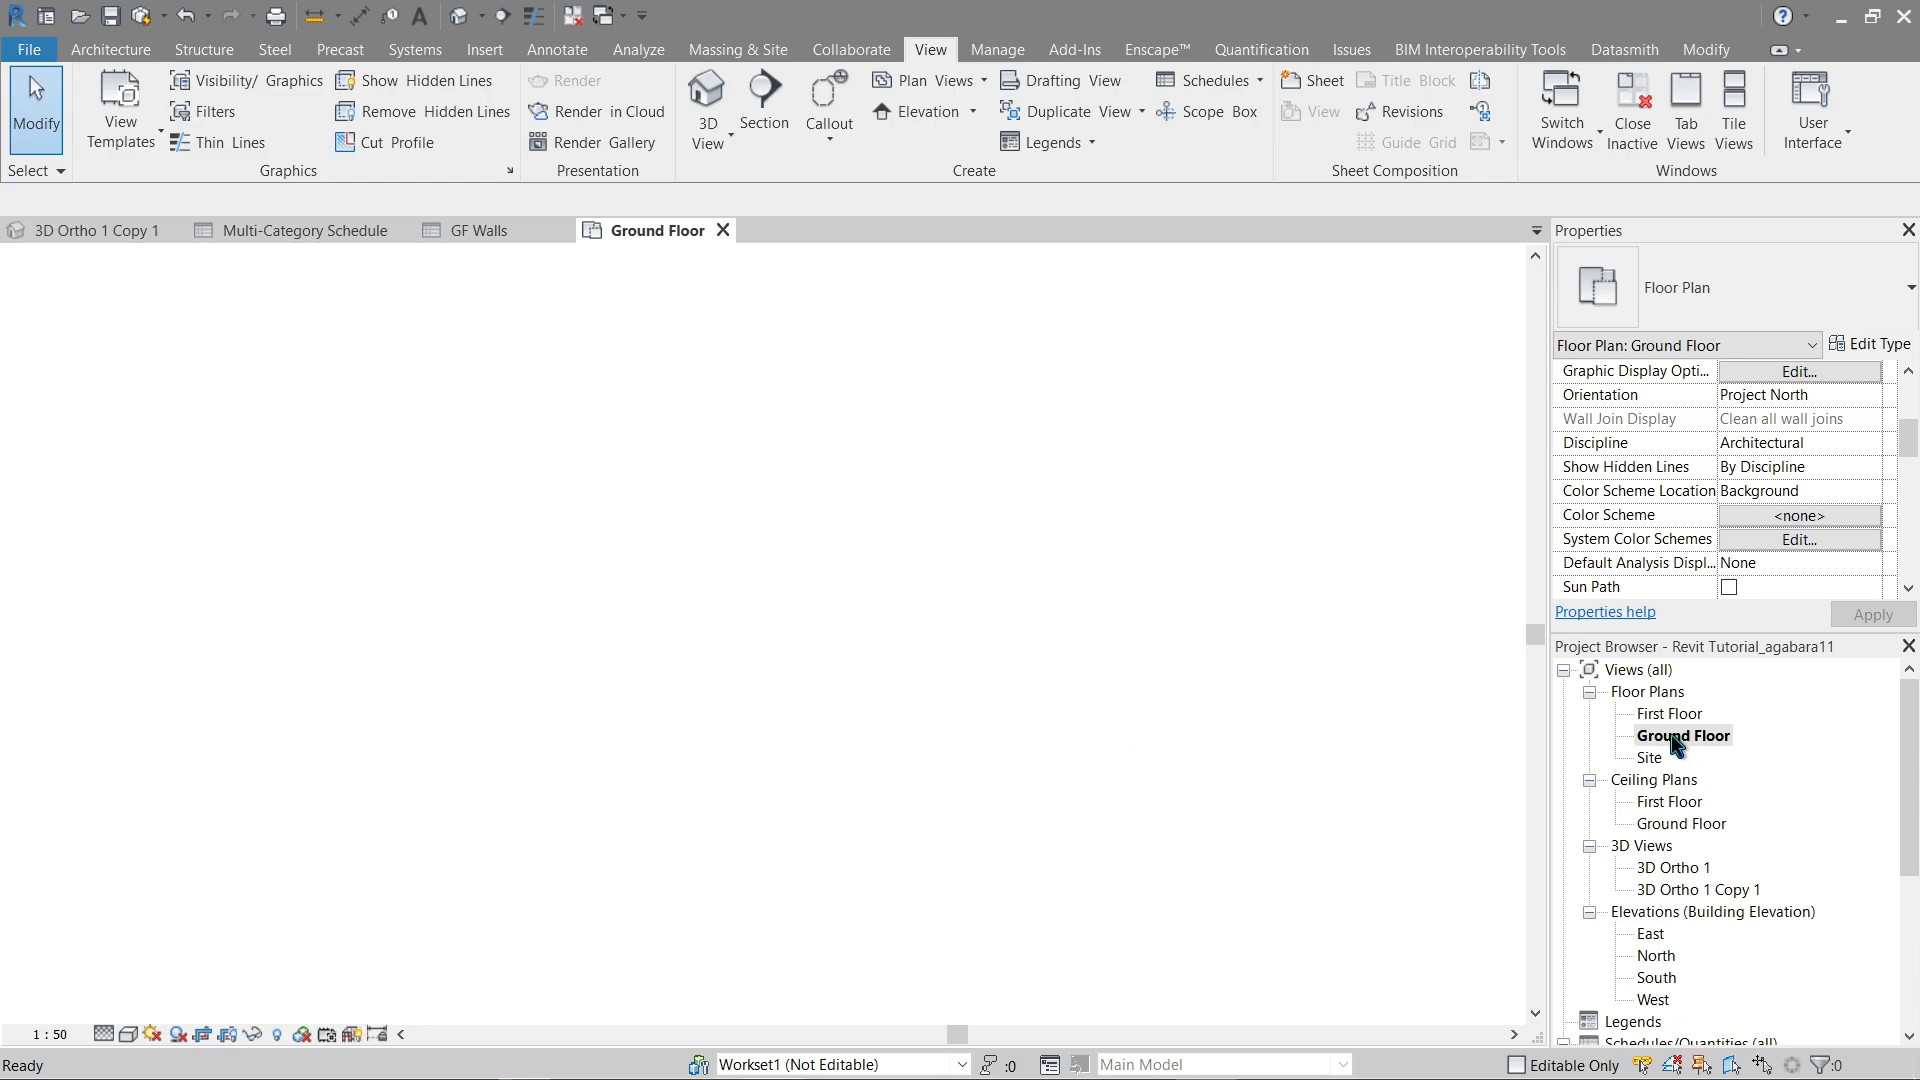 File Architecture Structure Steel Precast Systems Insert Annotate Analyze Massing & Site Collaborate View Manage Add-Ins Enscape™ Quantification Issues BIM Interoperability Tools Datasmith Modify
Modify
Select
View Templates
Visibility/ Graphics
Filters
Thin Lines
Show Hidden Lines
Remove Hidden Lines
Cut Profile
Graphics
Render
Render in Cloud
Render Gallery
Presentation
3D View
Section
Callout
Plan Views
Elevation
Drafting View
Duplicate View
Legends
Schedules
Scope Box
Create
Sheet
View
Title Block
Revisions
Guide Grid
Sheet Composition
Switch Windows
Close Inactive
Tab Views
Tile Views
Windows
User Interface
3D Ortho 1 Copy 1 Multi-Category Schedule GF Walls Ground Floor
Properties
Floor Plan
Floor Plan: Ground Floor Edit Type
Graphic Display Opti... Edit...
Orientation Project North
Wall Join Display Clean all wall joins
Discipline Architectural
Show Hidden Lines By Discipline
Color Scheme Location Background
Color Scheme <none>
System Color Schemes Edit...
Default Analysis Displ... None
Sun Path
Properties help Apply
Project Browser - Revit Tutorial_agabara11
Views (all)
Floor Plans
First Floor
Ground Floor
Site
Ceiling Plans
First Floor
Ground Floor
3D Views
3D Ortho 1
3D Ortho 1 Copy 1
Elevations (Building Elevation)
East
North
South
West
Legends
Schedules/Quantities (all)
1 : 50
Ready Workset1 (Not Editable) :0 Main Model Editable Only :0